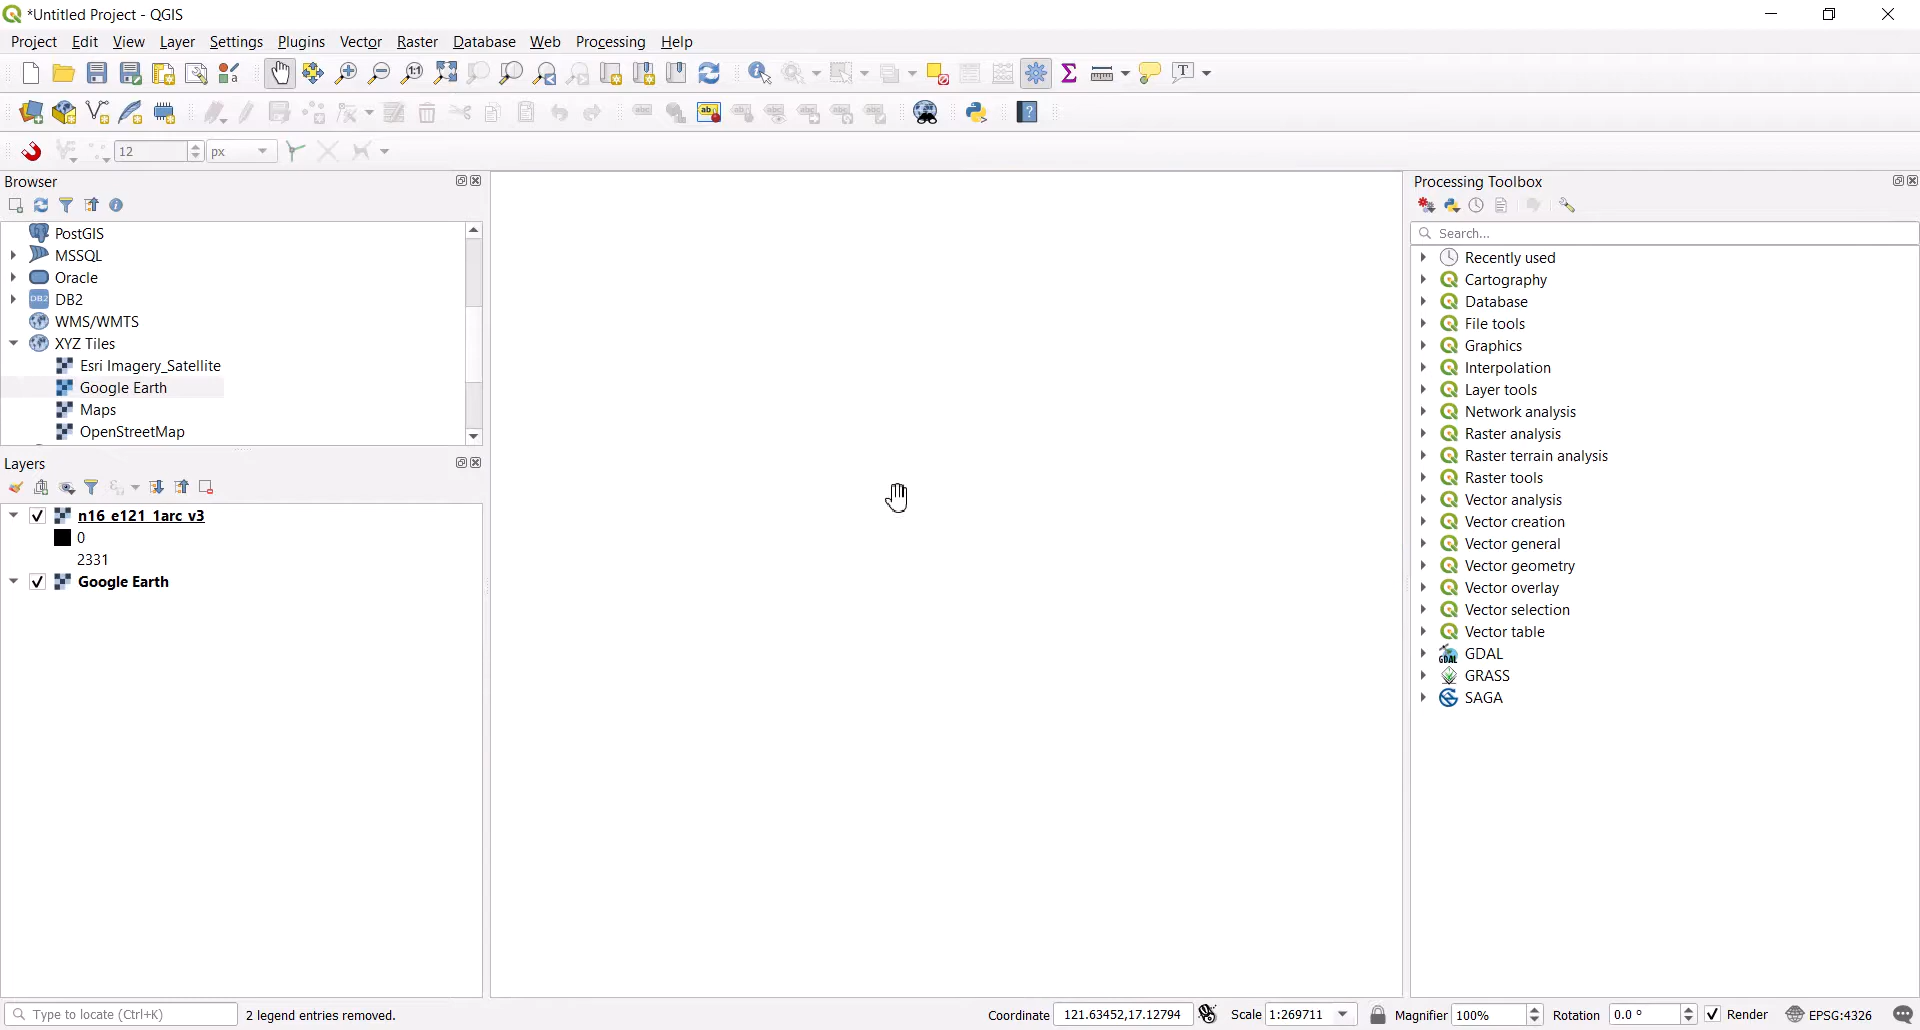 *Untitled Project - QGIS
Project Edit View Layer Settings Plugins Vector Raster Database Web Processing Help
12 px
Browser
PostGIS
MSSQL
Oracle
DB2
WMS/WMTS
XYZ Tiles
Esri Imagery_Satellite
Google Earth
Maps
OpenStreetMap
Layers
n16_e121_1arc_v3
0
2331
Google Earth
Processing Toolbox
Search...
Recently used
Cartography
Database
File tools
Graphics
Interpolation
Layer tools
Network analysis
Raster analysis
Raster terrain analysis
Raster tools
Vector analysis
Vector creation
Vector general
Vector geometry
Vector overlay
Vector selection
Vector table
GDAL
GRASS
SAGA
Type to locate (Ctrl+K) 2 legend entries removed. Coordinate 121.63452,17.12794 Scale 1:269711 Magnifier 100% Rotation 0.0 ° Render EPSG:4326